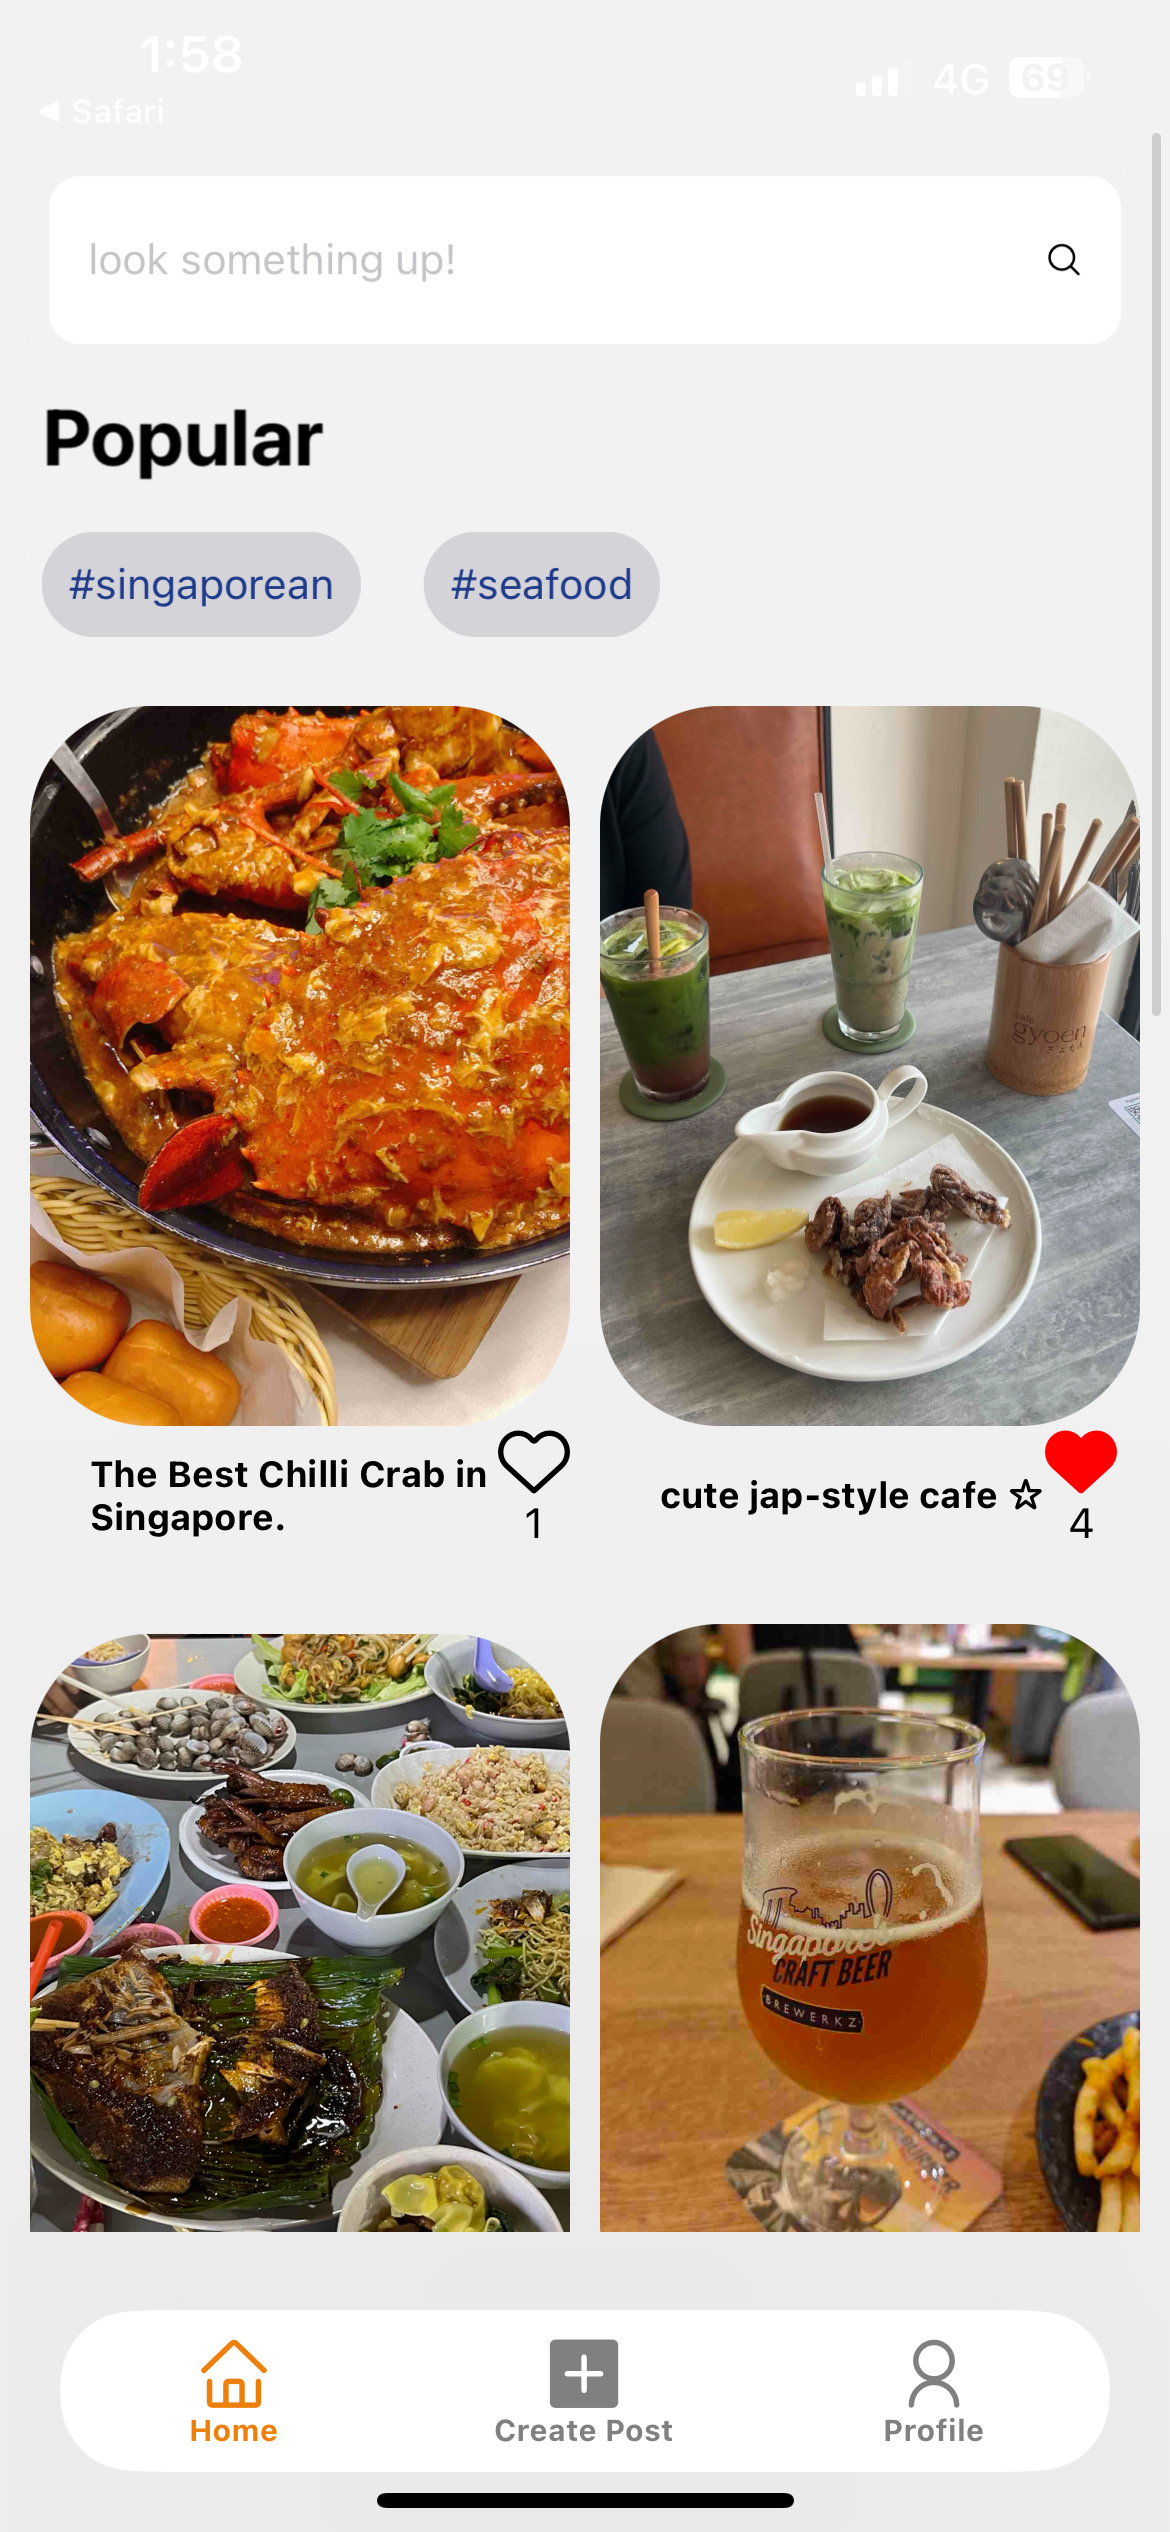 1:58
4G
69
◀ Safari
look something up!
Popular
#singaporean
#seafood
cafe
gyoen
The Best Chilli Crab in
Singapore.
1
cute jap-style cafe ☆
4
Singapore's
CRAFT BEER
BREWERKZ
Home
Create Post
Profile